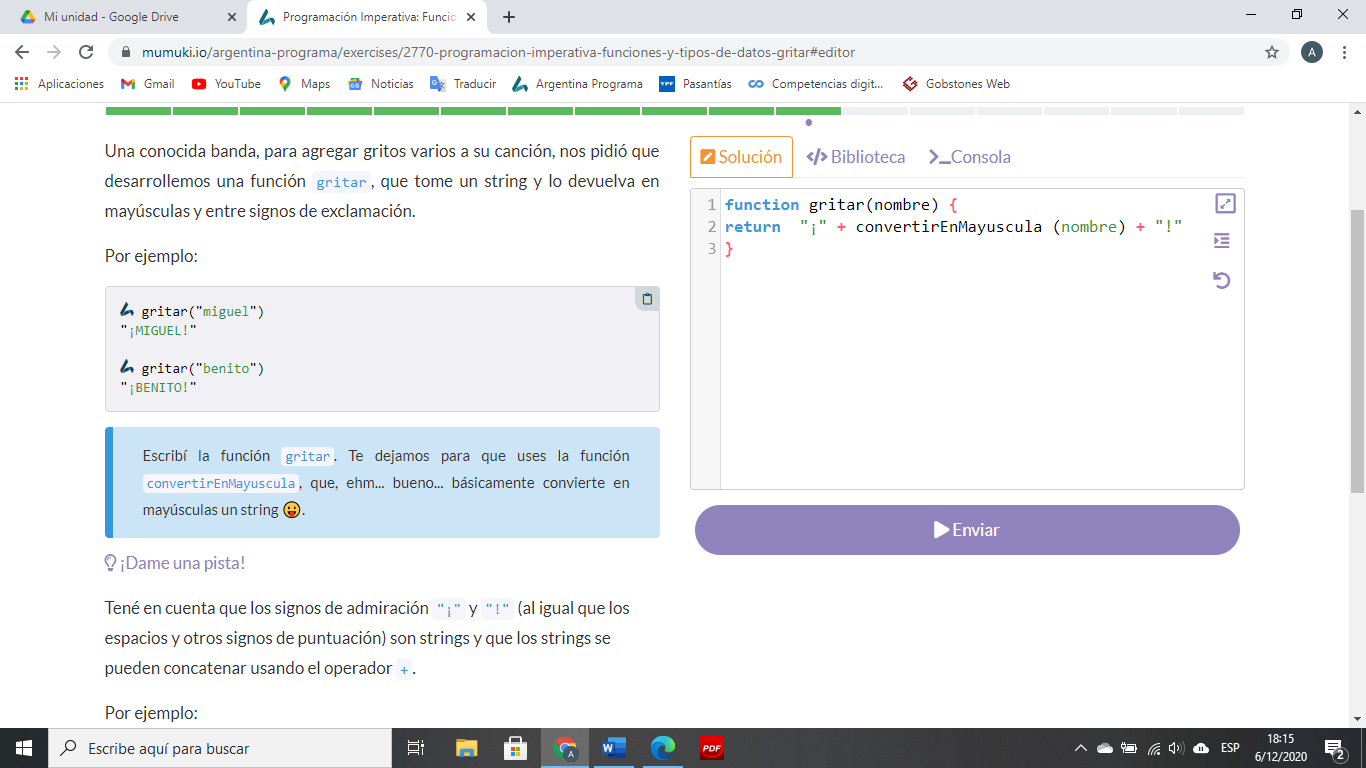 Mi unidad - Google Drive
Programación Imperativa: Funcio
mumuki.io/argentina-programa/exercises/2770-programacion-imperativa-funciones-y-tipos-de-datos-gritar#editor
A
Aplicaciones
Gmail
YouTube
Maps
Noticias
Traducir
Argentina Programa
YPF Pasantías
Competencias digit...
Gobstones Web
Una conocida banda, para agregar gritos varios a su canción, nos pidió que
desarrollemos una función gritar, que tome un string y lo devuelva en
mayúsculas y entre signos de exclamación.
Por ejemplo:
gritar("miguel")
"¡MIGUEL!"
gritar("benito")
"¡BENITO!"
Escribí la función gritar. Te dejamos para que uses la función
convertirEnMayuscula, que, ehm... bueno... básicamente convierte en
mayúsculas un string 😛.
¡Dame una pista!
Tené en cuenta que los signos de admiración "¡" y "!" (al igual que los
espacios y otros signos de puntuación) son strings y que los strings se
pueden concatenar usando el operador +.
Por ejemplo:
Solución
</> Biblioteca
>_Consola
1 function gritar(nombre) {
2 return  "¡" + convertirEnMayuscula (nombre) + "!"
3 }
Enviar
Escribe aquí para buscar
A
W
PDF
ESP
18:15
6/12/2020
2